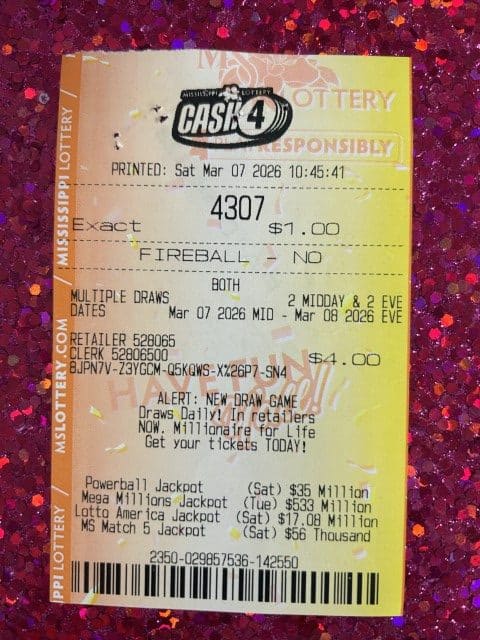 MISSISSIPPI LOTTERY
CASH 4
RESPONSIBLY
PRINTED: Sat Mar 07 2026 10:45:41
4307
Exact $1.00
FIREBALL - NO
BOTH
MULTIPLE DRAWS 2 MIDDAY & 2 EVE
DATES Mar 07 2026 MID - Mar 08 2026 EVE
RETAILER 528065
CLERK 52806500 $4.00
BJPN7V-Z3YGCM-Q5KQWS-XZ26P7-SN4
HAVE FUN
ALERT: NEW DRAW GAME
Draws Daily! In retailers
NOW. Millionaire for Life
Get your tickets TODAY!
Powerball Jackpot (Sat) $35 Million
Mega Millions Jackpot (Tue) $533 Million
Lotto America Jackpot (Sat) $17.08 Million
MS Match 5 Jackpot (Sat) $56 Thousand
2350-029857536-142550
PPI LOTTERY / MSLOTTERY.COM / MISSISSIPPI LOTTERY /